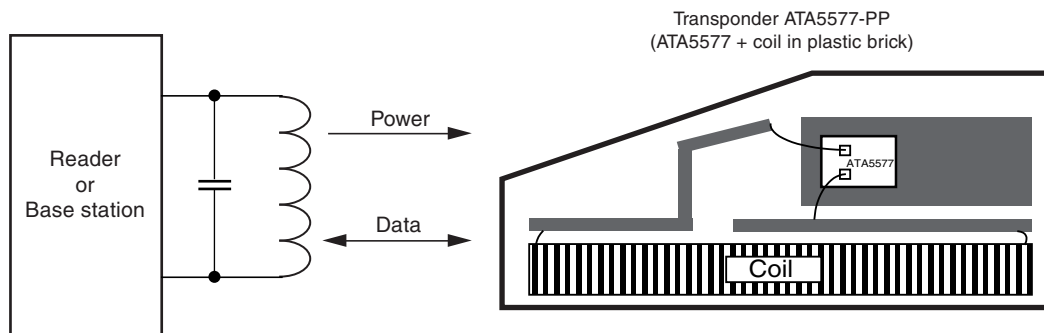 Transponder ATA5577-PP
(ATA5577 + coil in plastic brick)
Reader
or
Base station
Power
Data
ATA5577
Coil